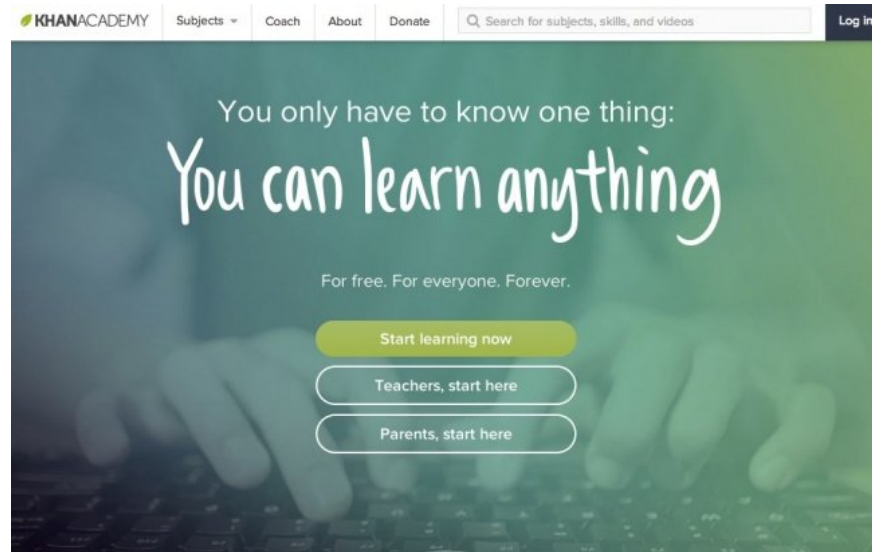 KHANACADEMY Subjects Coach About Donate Search for subjects, skills, and videos Log in
You only have to know one thing:
You can learn anything
For free. For everyone. Forever.
Start learning now
Teachers, start here
Parents, start here